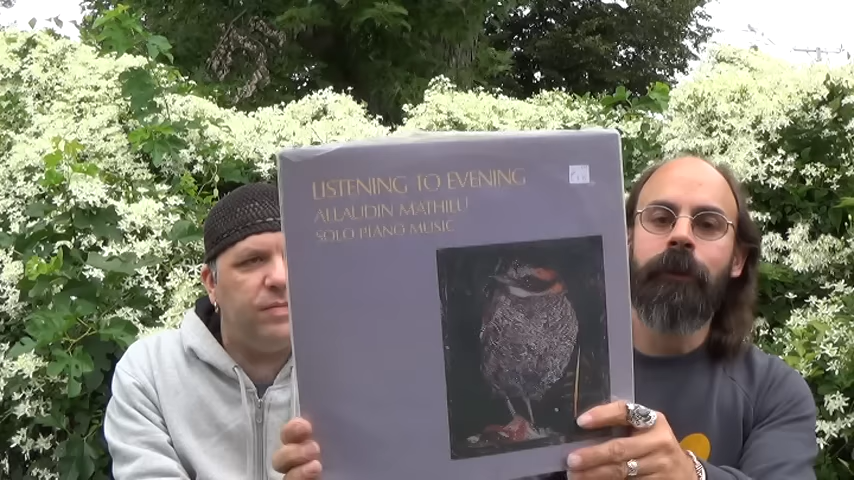 LISTENING TO EVENING
ALLAUDIN MATHIEU
SOLO PIANO MUSIC